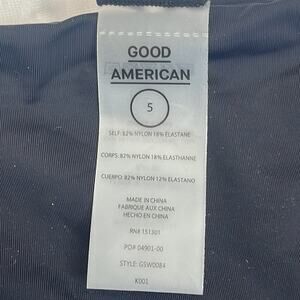 GOOD
AMERICAN
5
SELF: 82% NYLON 18% ELASTANE
CORPS: 82% NYLON 18% ELASTHANNE
CUERPO: 82% NYLON 12% ELASTANO
MADE IN CHINA
FABRIQUE AUX CHINA
HECHO EN CHINA
RN# 151301
PO# 04901-00
STYLE: GSW0084
K001